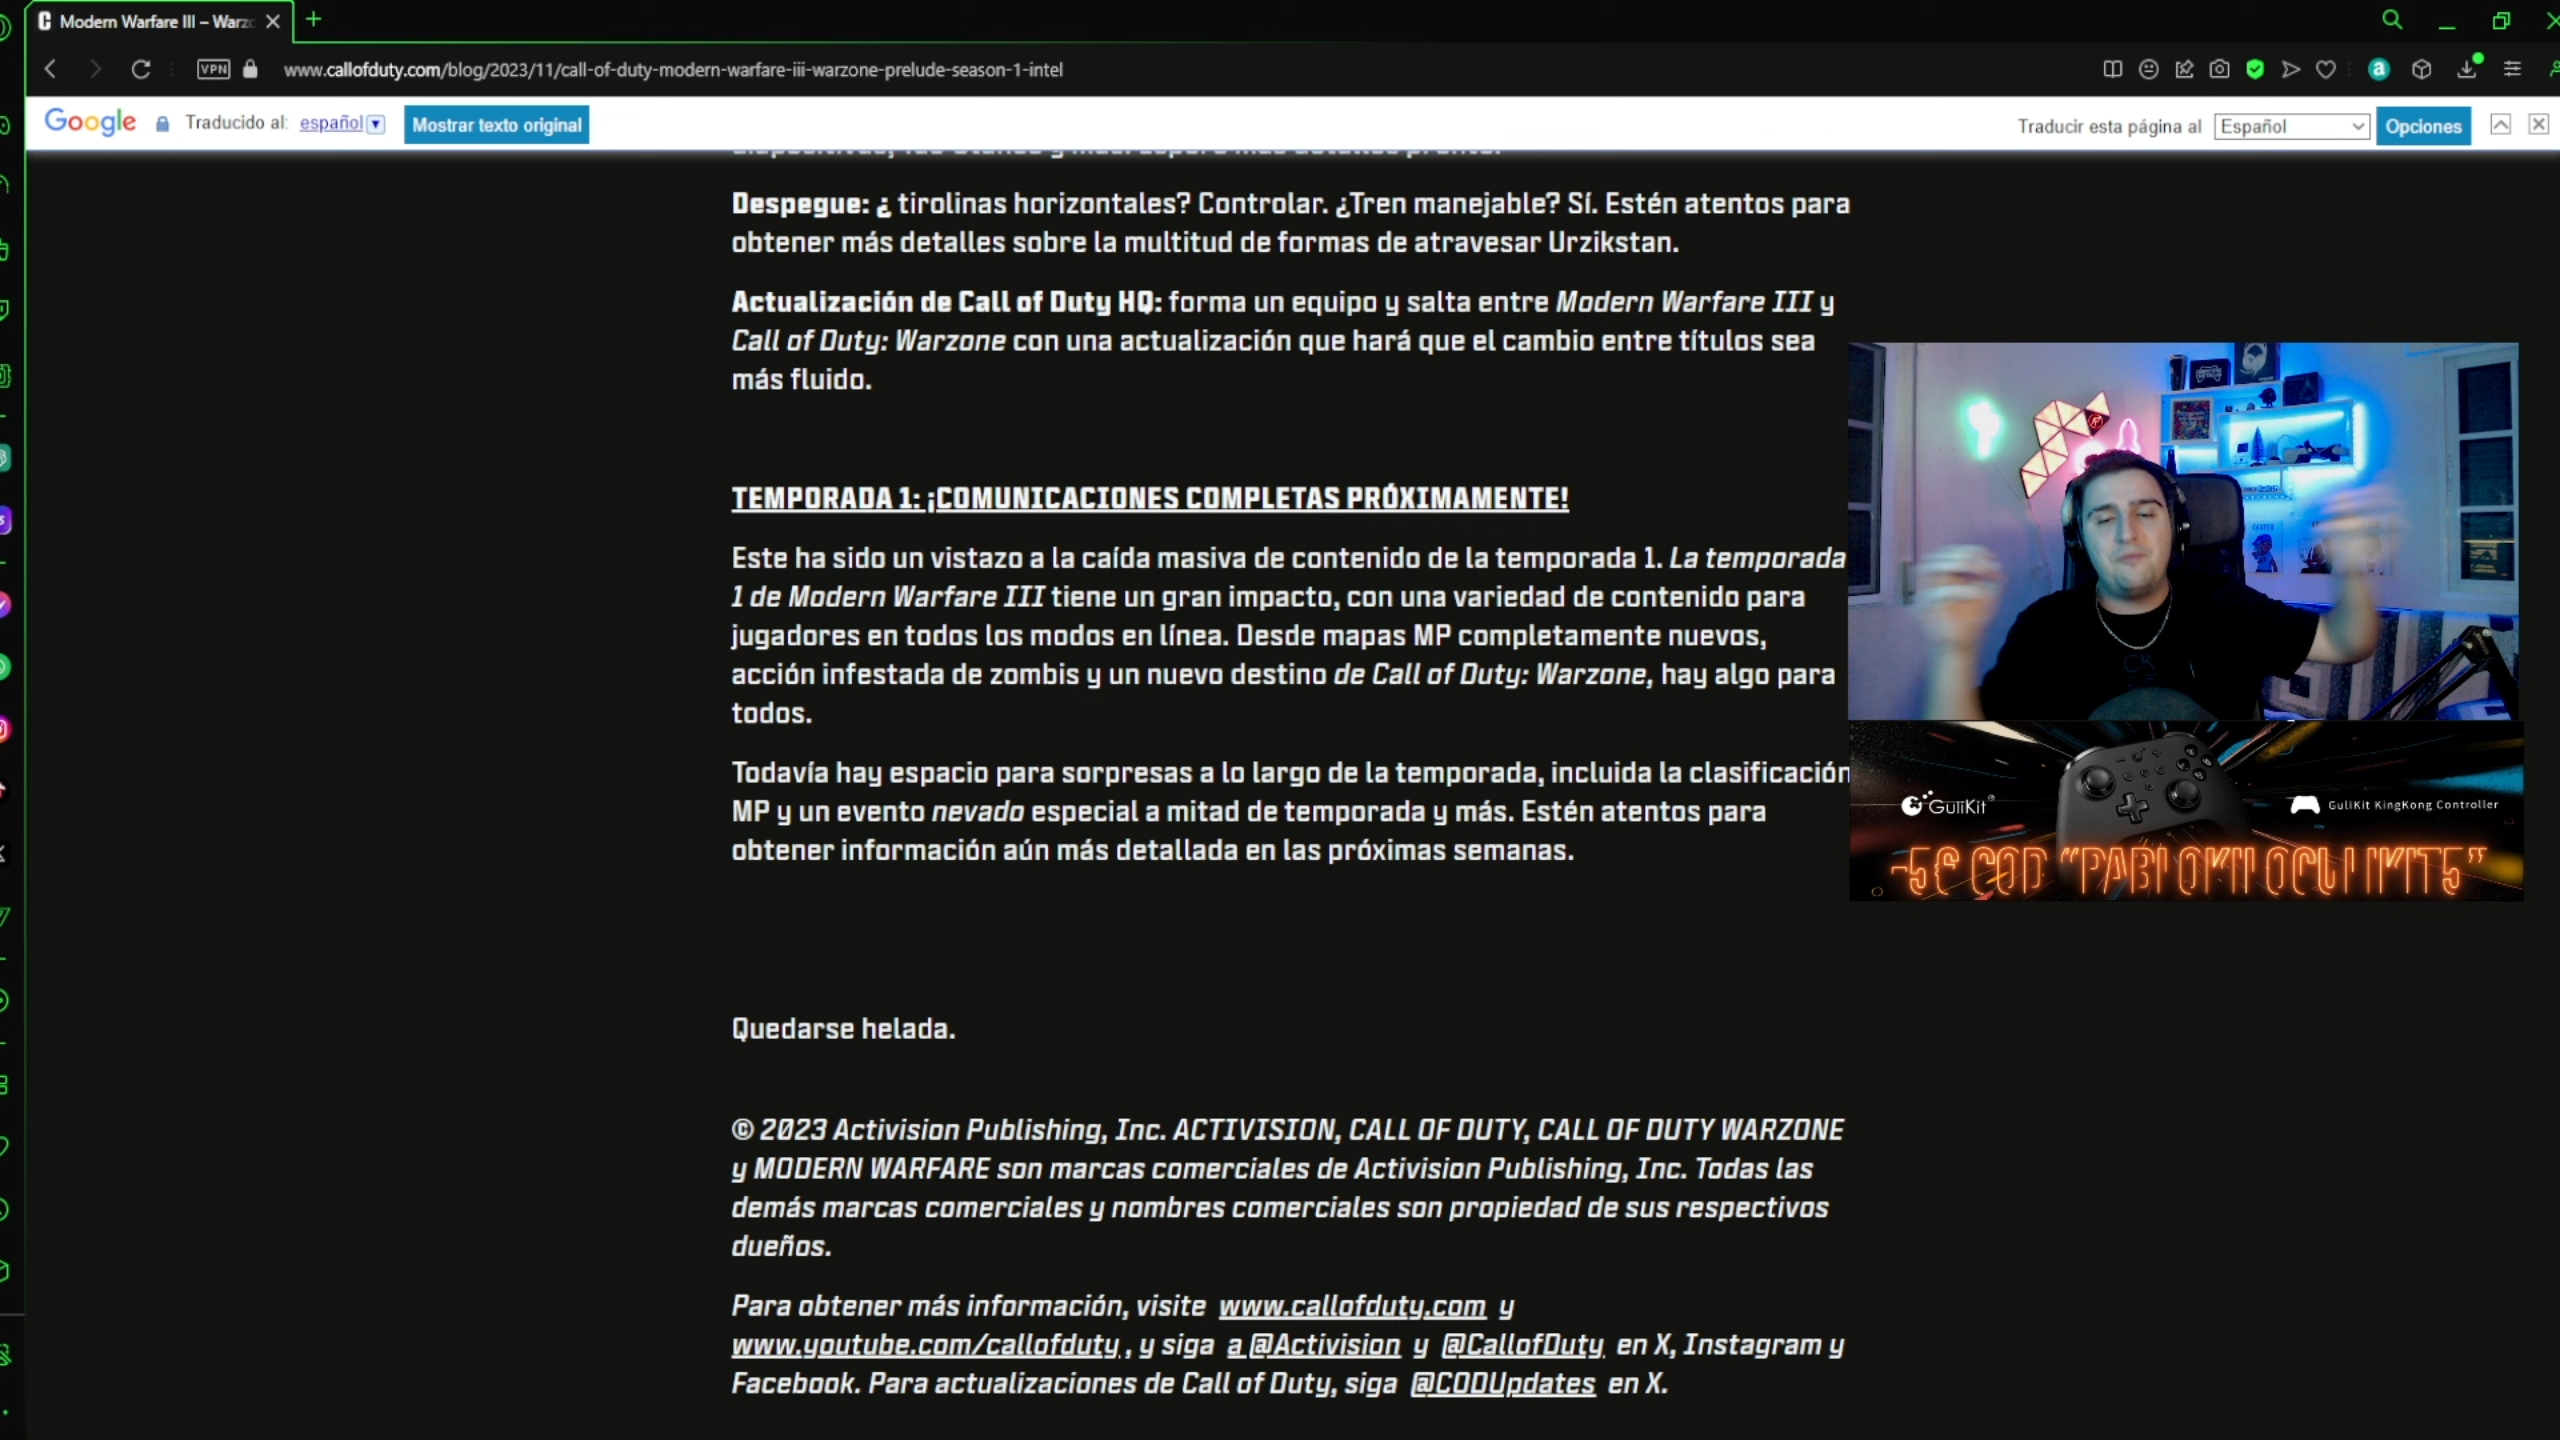 Modern Warfare III – Warz
VPN
www.callofduty.com/blog/2023/11/call-of-duty-modern-warfare-iii-warzone-prelude-season-1-intel
Google Traducido al: español Mostrar texto original
Traducir esta página al Español Opciones
Despegue: ¿ tirolinas horizontales? Controlar. ¿Tren manejable? Sí. Estén atentos para
obtener más detalles sobre la multitud de formas de atravesar Urzikstan.
Actualización de Call of Duty HQ: forma un equipo y salta entre Modern Warfare III y
Call of Duty: Warzone con una actualización que hará que el cambio entre títulos sea
más fluido.
TEMPORADA 1: ¡COMUNICACIONES COMPLETAS PRÓXIMAMENTE!
Este ha sido un vistazo a la caída masiva de contenido de la temporada 1. La temporada
1 de Modern Warfare III tiene un gran impacto, con una variedad de contenido para
jugadores en todos los modos en línea. Desde mapas MP completamente nuevos,
acción infestada de zombis y un nuevo destino de Call of Duty: Warzone, hay algo para
todos.
Todavía hay espacio para sorpresas a lo largo de la temporada, incluida la clasificación
MP y un evento nevado especial a mitad de temporada y más. Estén atentos para
obtener información aún más detallada en las próximas semanas.
GuliKit® GuliKit KingKong Controller
-5€ COD
Quedarse helada.
© 2023 Activision Publishing, Inc. ACTIVISION, CALL OF DUTY, CALL OF DUTY WARZONE
y MODERN WARFARE son marcas comerciales de Activision Publishing, Inc. Todas las
demás marcas comerciales y nombres comerciales son propiedad de sus respectivos
dueños.
Para obtener más información, visite www.callofduty.com y
www.youtube.com/callofduty , y siga a @Activision y @CallofDuty en X, Instagram y
Facebook. Para actualizaciones de Call of Duty, siga @CODUpdates en X.